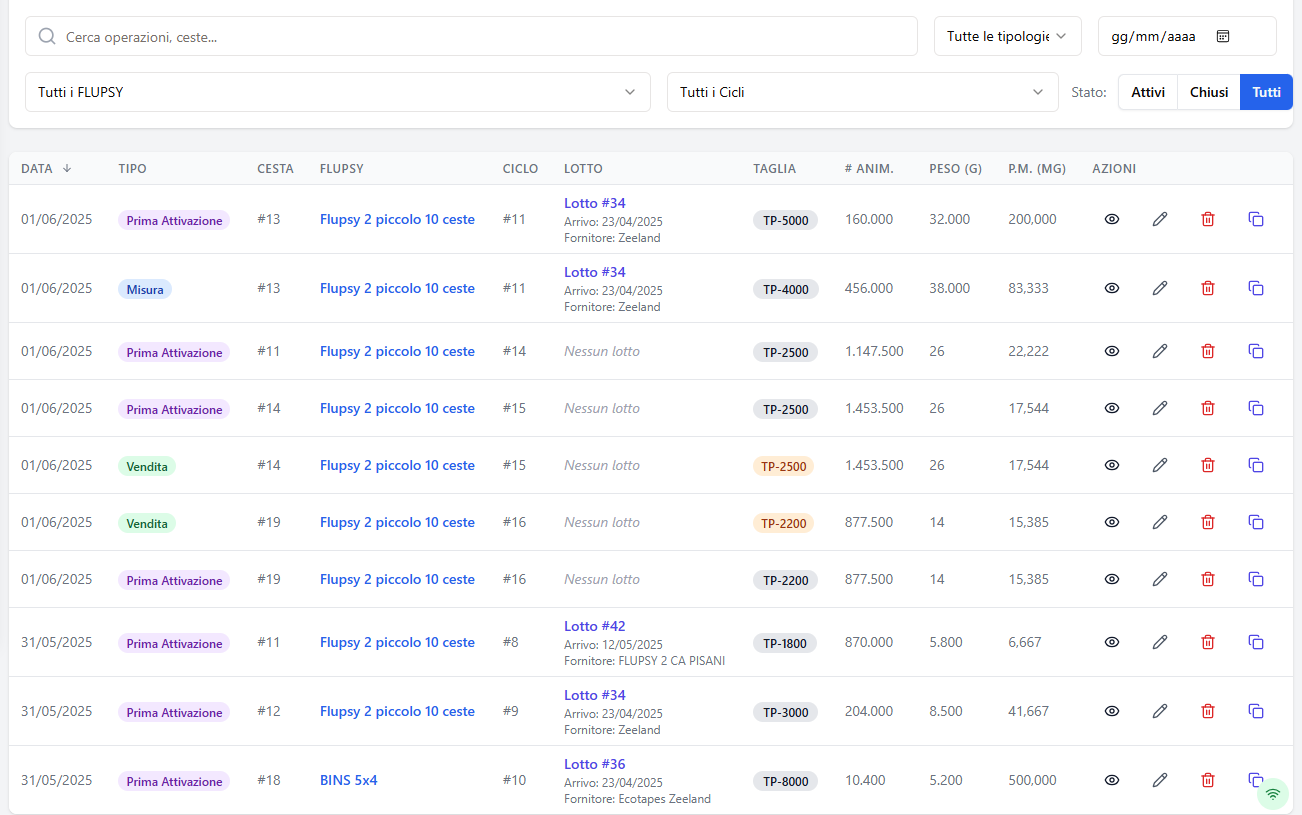 Cerca operazioni, ceste...
Tutte le tipologie
gg/mm/aaaa
Tutti i FLUPSY
Tutti i Cicli
Stato:
Attivi
Chiusi
Tutti
DATA ↓ TIPO CESTA FLUPSY CICLO LOTTO TAGLIA # ANIM. PESO (G) P.M. (MG) AZIONI
01/06/2025 Prima Attivazione #13 Flupsy 2 piccolo 10 ceste #11 Lotto #34
Arrivo: 23/04/2025
Fornitore: Zeeland
TP-5000 160.000 32.000 200,000
01/06/2025 Misura #13 Flupsy 2 piccolo 10 ceste #11 Lotto #34
Arrivo: 23/04/2025
Fornitore: Zeeland
TP-4000 456.000 38.000 83,333
01/06/2025 Prima Attivazione #11 Flupsy 2 piccolo 10 ceste #14 Nessun lotto TP-2500 1.147.500 26 22,222
01/06/2025 Prima Attivazione #14 Flupsy 2 piccolo 10 ceste #15 Nessun lotto TP-2500 1.453.500 26 17,544
01/06/2025 Vendita #14 Flupsy 2 piccolo 10 ceste #15 Nessun lotto TP-2500 1.453.500 26 17,544
01/06/2025 Vendita #19 Flupsy 2 piccolo 10 ceste #16 Nessun lotto TP-2200 877.500 14 15,385
01/06/2025 Prima Attivazione #19 Flupsy 2 piccolo 10 ceste #16 Nessun lotto TP-2200 877.500 14 15,385
31/05/2025 Prima Attivazione #11 Flupsy 2 piccolo 10 ceste #8 Lotto #42
Arrivo: 12/05/2025
Fornitore: FLUPSY 2 CA PISANI
TP-1800 870.000 5.800 6,667
31/05/2025 Prima Attivazione #12 Flupsy 2 piccolo 10 ceste #9 Lotto #34
Arrivo: 23/04/2025
Fornitore: Zeeland
TP-3000 204.000 8.500 41,667
31/05/2025 Prima Attivazione #18 BINS 5x4 #10 Lotto #36
Arrivo: 23/04/2025
Fornitore: Ecotapes Zeeland
TP-8000 10.400 5.200 500,000